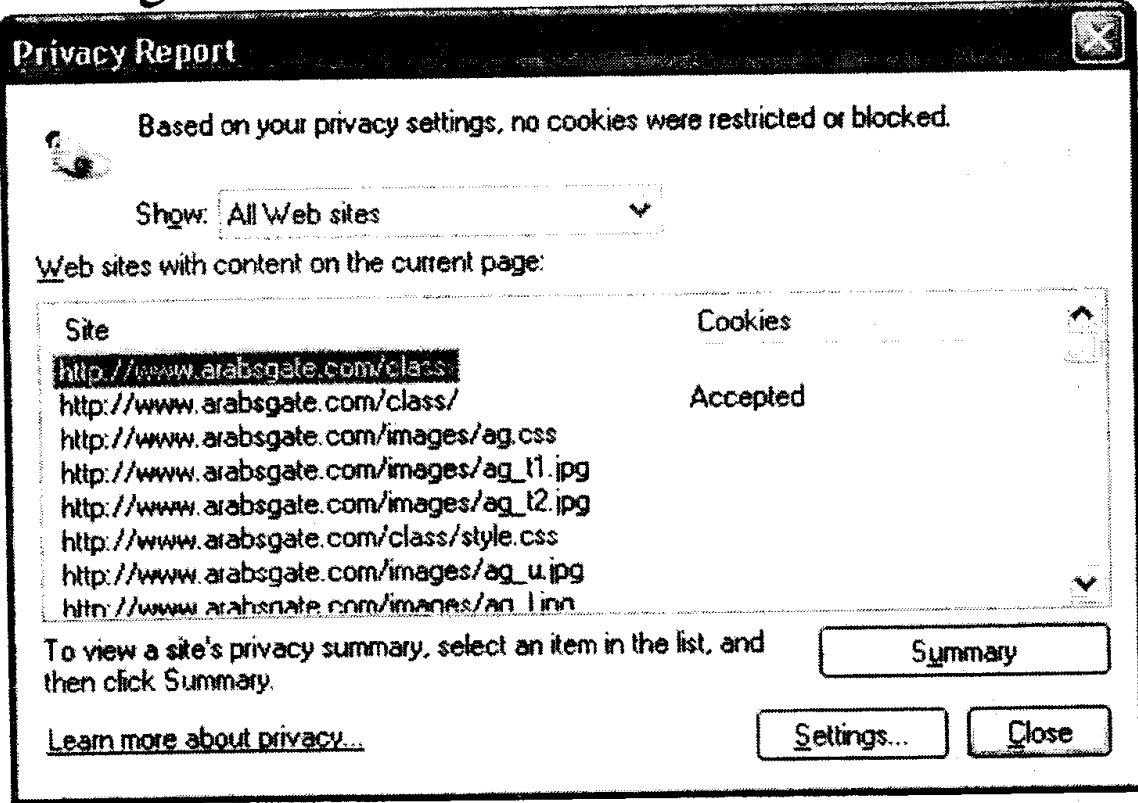 Privacy Report
Based on your privacy settings, no cookies were restricted or blocked.
Show: All Web sites
Web sites with content on the current page:
Site Cookies
http://www.arabsgate.com/class
http://www.arabsgate.com/class/ Accepted
http://www.arabsgate.com/images/ag.css
http://www.arabsgate.com/images/ag_t1.jpg
http://www.arabsgate.com/images/ag_t2.jpg
http://www.arabsgate.com/class/style.css
http://www.arabsgate.com/images/ag_u.jpg
To view a site's privacy summary, select an item in the list, and
then click Summary.
Summary
Learn more about privacy...
Settings...
Close